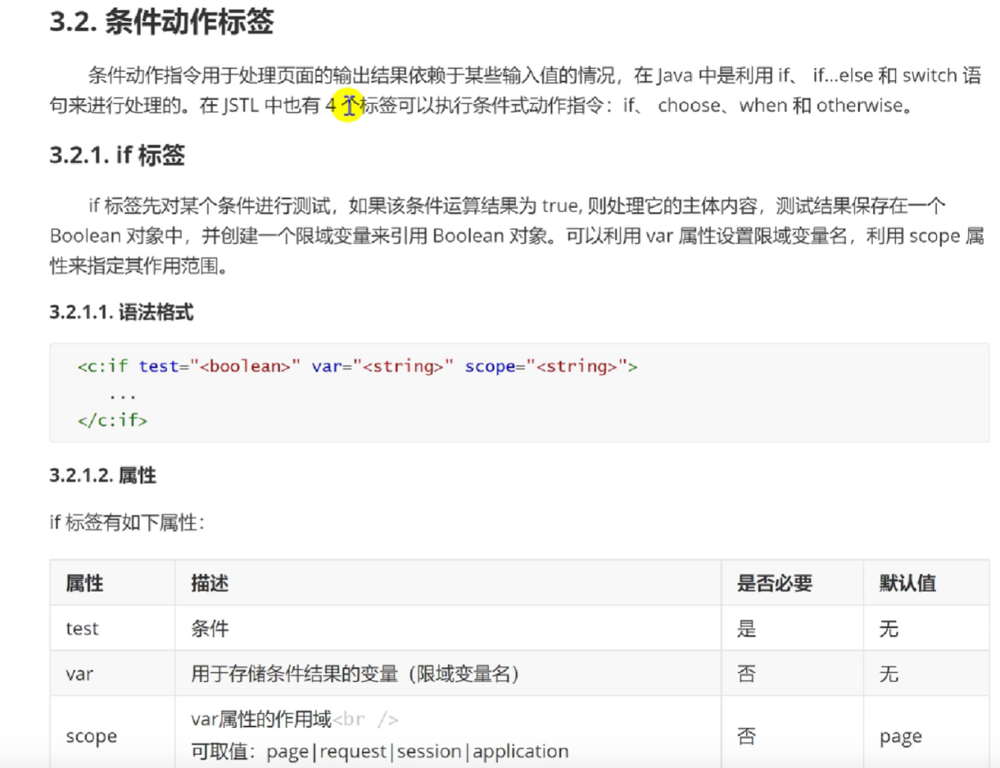 3.2. 条件动作标签
条件动作指令用于处理页面的输出结果依赖于某些输入值的情况，在 Java 中是利用 if、 if...else 和 switch 语
句来进行处理的。在 JSTL 中也有 4 个标签可以执行条件式动作指令：if、 choose、when 和 otherwise。
3.2.1. if 标签
if 标签先对某个条件进行测试，如果该条件运算结果为 true, 则处理它的主体内容，测试结果保存在一个
Boolean 对象中，并创建一个限域变量来引用 Boolean 对象。可以利用 var 属性设置限域变量名，利用 scope 属
性来指定其作用范围。
3.2.1.1. 语法格式
<c:if test="<boolean>" var="<string>" scope="<string>">
...
</c:if>
3.2.1.2. 属性
if 标签有如下属性：
属性 描述 是否必要 默认值
test 条件 是 无
var 用于存储条件结果的变量（限域变量名） 否 无
scope var属性的作用域<br /> 否 page
可取值：page|request|session|application